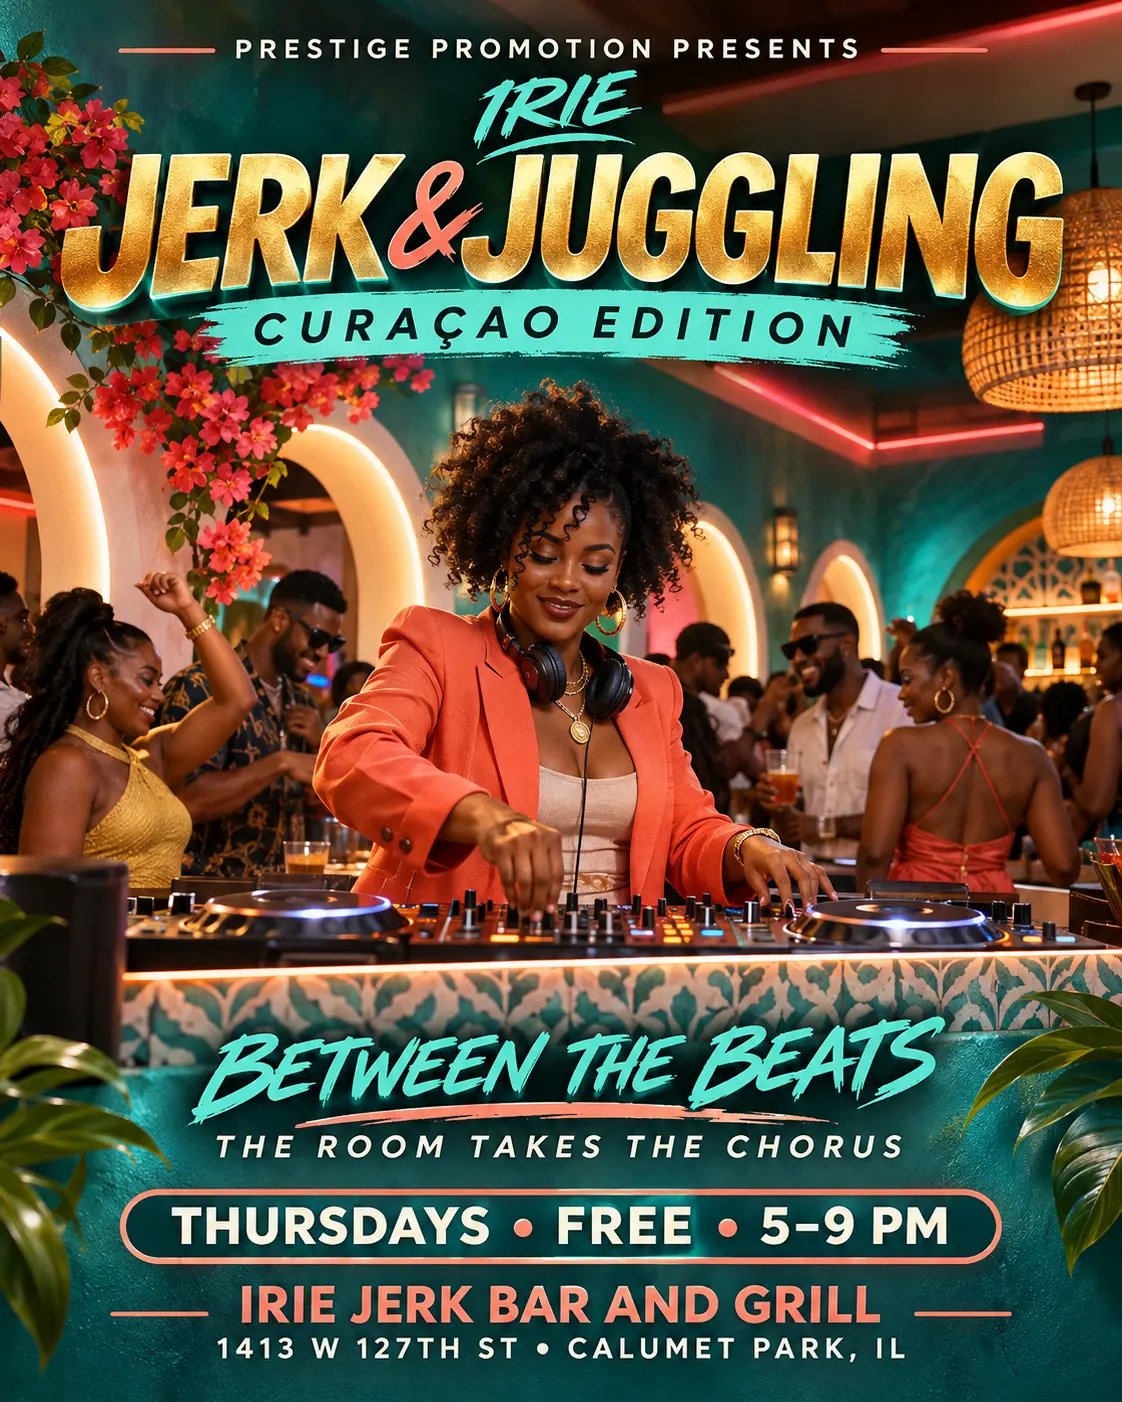 PRESTIGE PROMOTION PRESENTS
IRIE
JERK & JUGGLING
CURAÇAO EDITION
BETWEEN THE BEATS
THE ROOM TAKES THE CHORUS
THURSDAYS • FREE • 5–9 PM
IRIE JERK BAR AND GRILL
1413 W 127TH ST • CALUMET PARK, IL